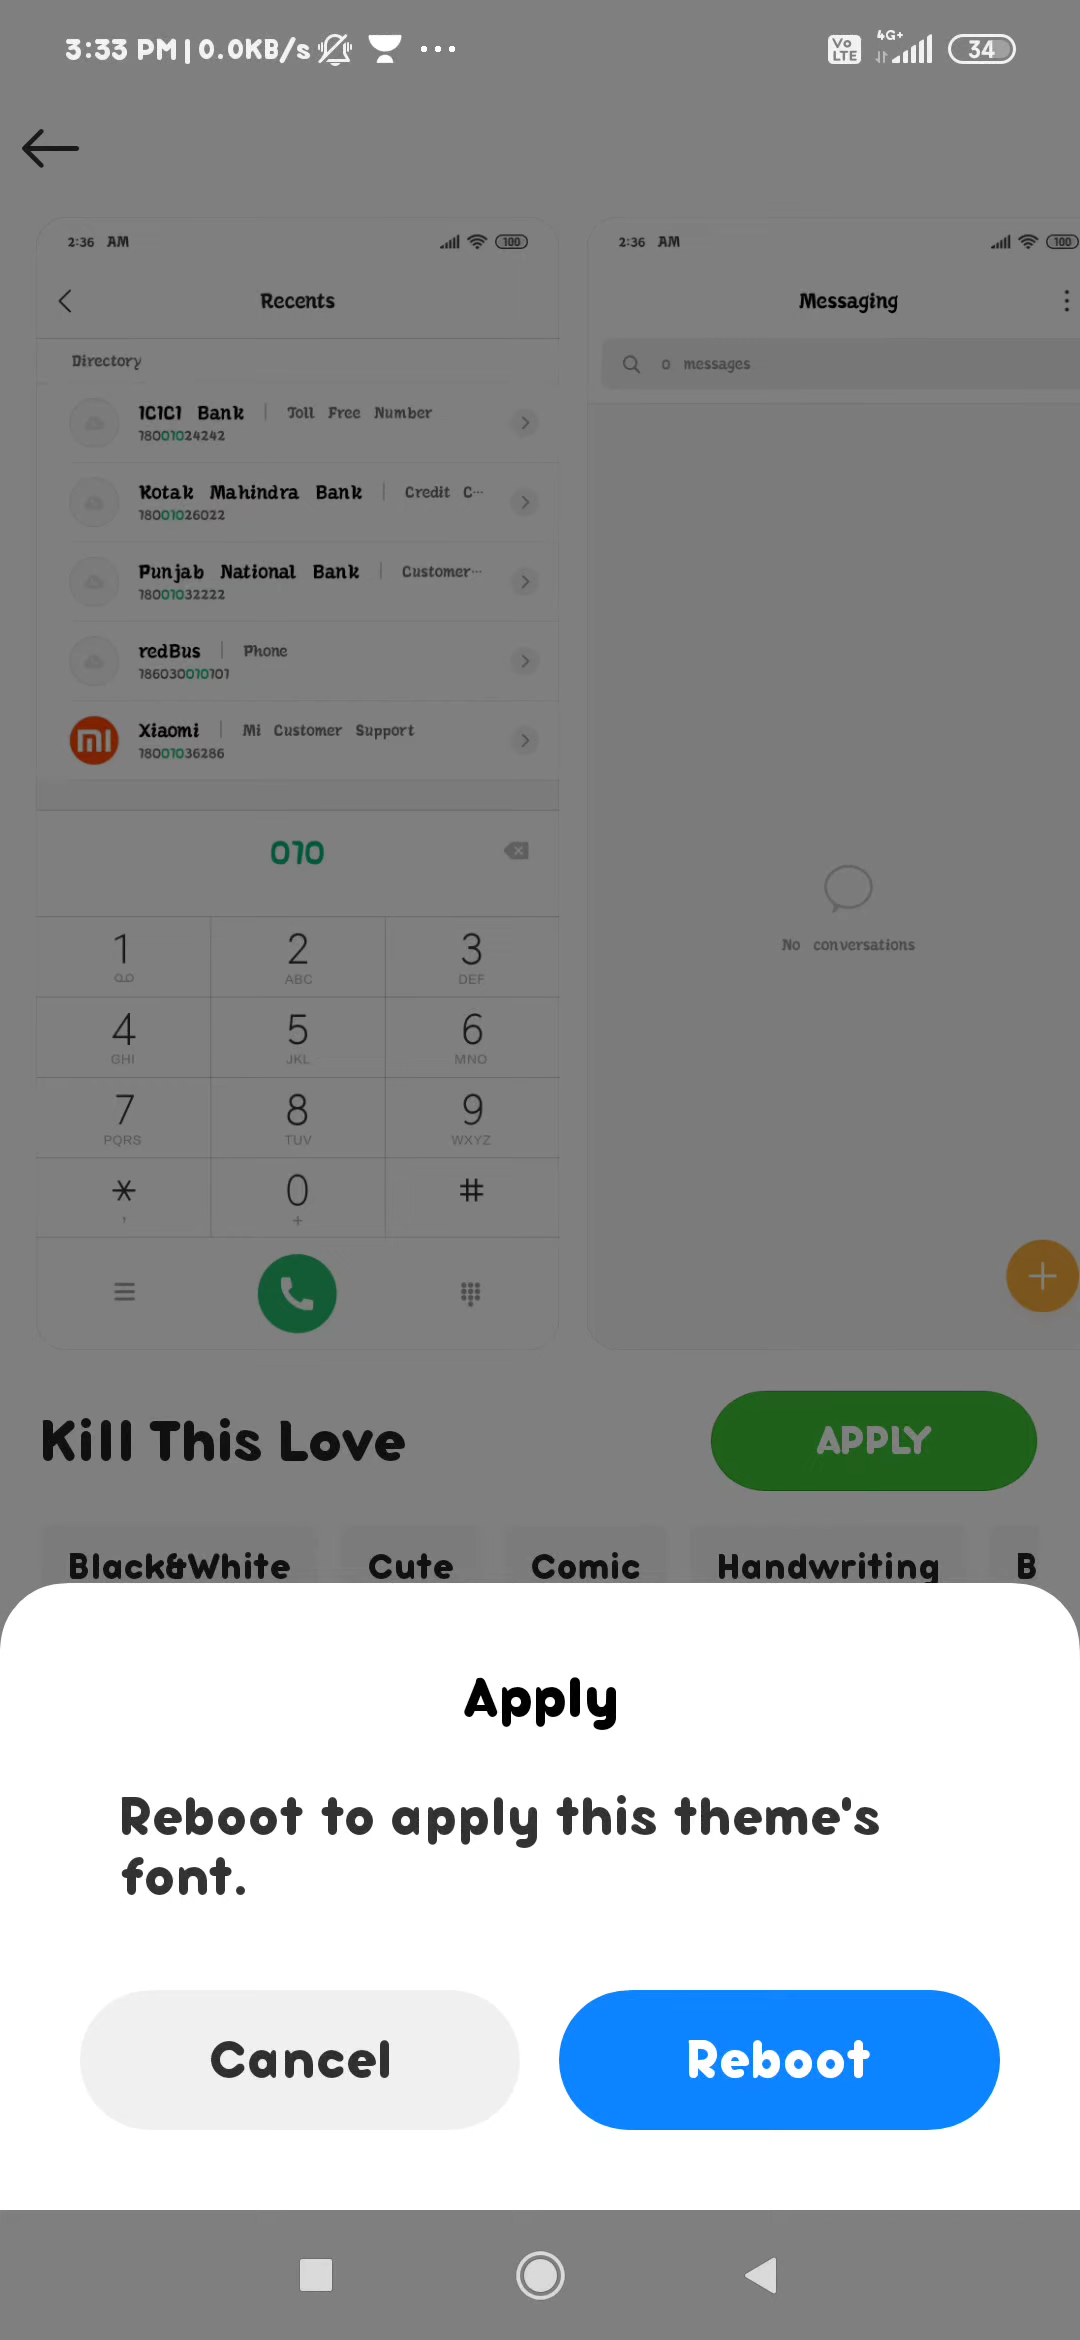 3:33 PM | 0.0KB/s ... Vo LTE 4G+ 34
2:36 AM 100
Recents
Directory
ICICI Bank | Toll Free Number
180001024242
Kotak Mahindra Bank | Credit C...
18001026022
Punjab National Bank | Customer...
18001032222
redBus | Phone
186030010101
Xiaomi | Mi Customer Support
18001036286
010
1 2 ABC 3 DEF
4 GHI 5 JKL 6 MNO
7 PQRS 8 TUV 9 WXYZ
* , 0 + #
2:36 AM 100
Messaging
0 messages
No conversations
+
Kill This Love APPLY
Black&White Cute Comic Handwriting B
Apply
Reboot to apply this theme's
font.
Cancel Reboot